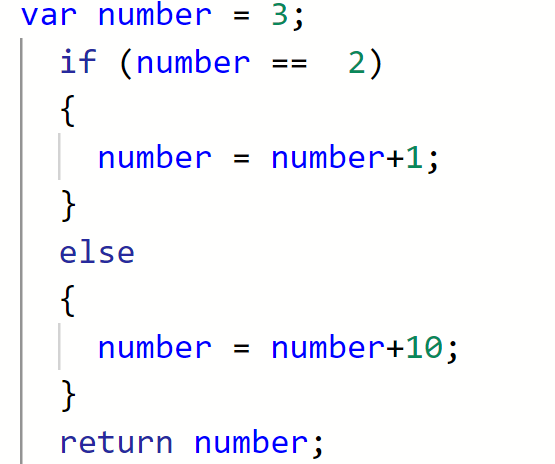 var number = 3;
if (number ==  2)
{
number = number+1;
}
else
{
number = number+10;
}
return number;